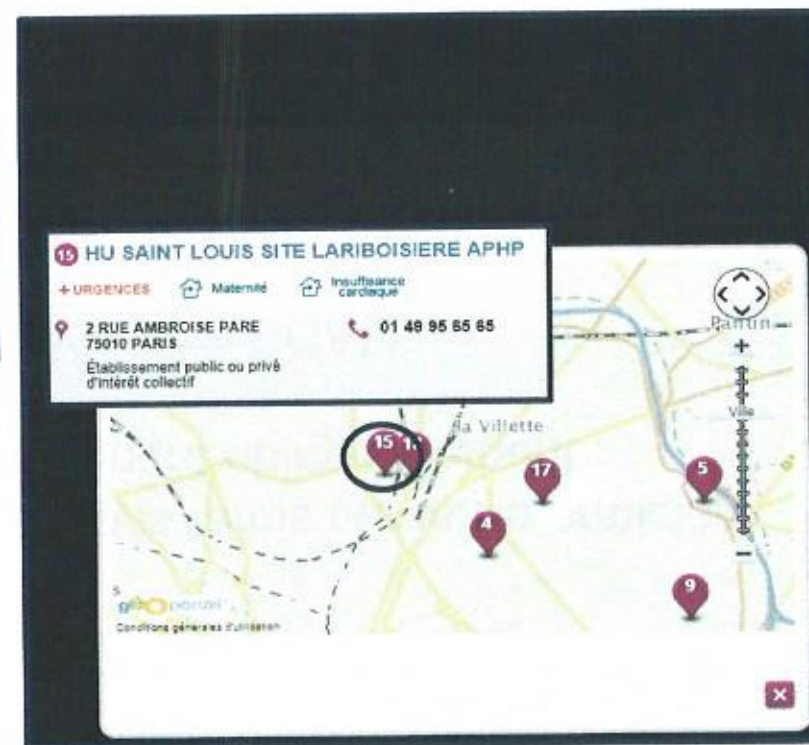 15 HU SAINT LOUIS SITE LARIBOISIERE APHP
+ URGENCES Maternité Insuffisance cardiaque
2 RUE AMBROISE PARE 01 49 95 65 65
75010 PARIS
Établissement public ou privé
d'intérêt collectif
Pantin
+
Ville
la Villette
15
17
5
4
9
−
Conditions générales d'utilisation